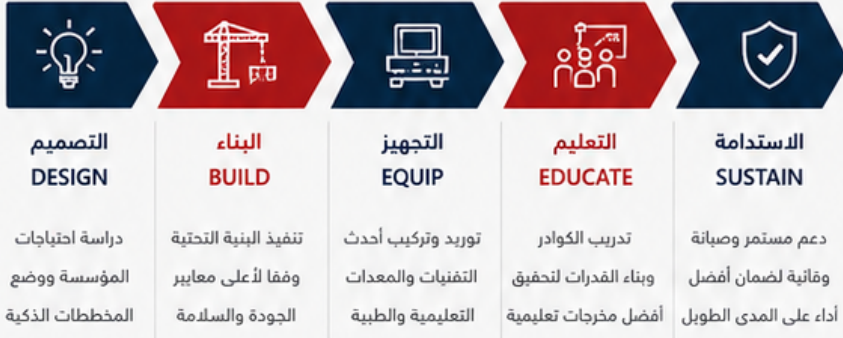 التصميم
DESIGN
دراسة احتياجات
المؤسسة ووضع
المخططات الذكية
البناء
BUILD
تنفيذ البنية التحتية
وفقا لأعلى معايير
الجودة والسلامة
التجهيز
EQUIP
توريد وتركيب أحدث
التقنيات والمعدات
التعليمية والطبية
التعليم
EDUCATE
تدريب الكوادر
وبناء القدرات لتحقيق
أفضل مخرجات تعليمية
الاستدامة
SUSTAIN
دعم مستمر وصيانة
وقائية لضمان أفضل
أداء على المدى الطويل